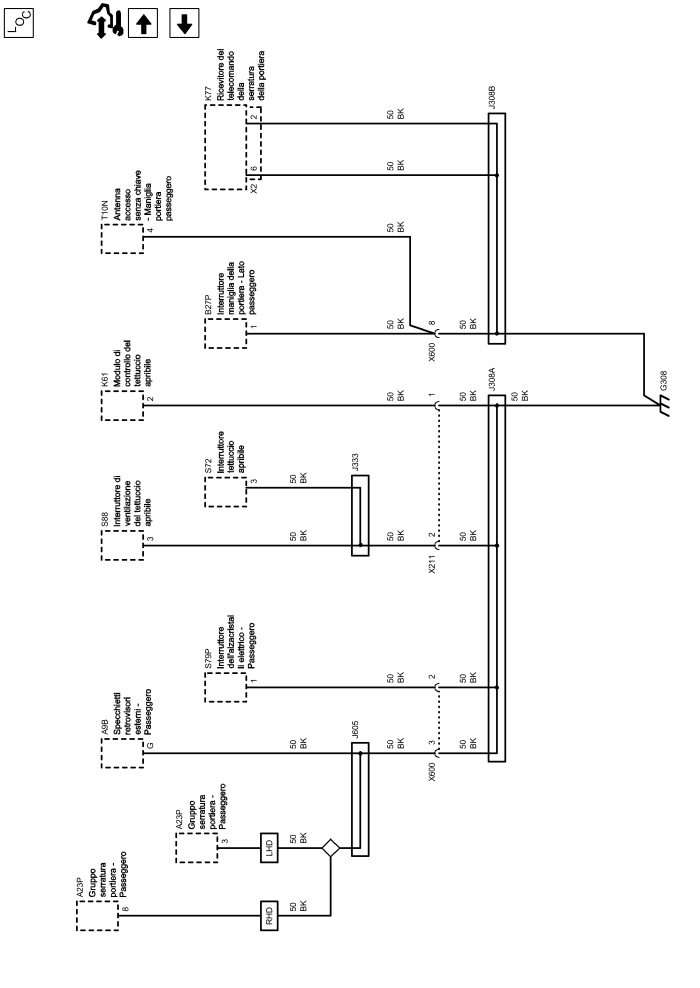 LOC
A23P
Gruppo
serratura
portiera -
Passeggero
8
A23P
Gruppo
serratura
portiera -
Passeggero
3
A9B
Specchietti
retrovisori
esterni -
Passeggero
G
S79P
Interruttore
dell'alzacristal
li elettrico -
Passeggero
1
S88
Interruttore di
ventilazione
del tettuccio
apribile
3
S72
Interruttore
tettuccio
apribile
3
K61
Modulo di
controllo del
tettuccio
apribile
2
B27P
Interruttore
maniglia della
portiera - Lato
passeggero
1
T10N
Antenna
accesso
senza chiave
- Maniglia
portiera
passeggero
4
K77
Ricevitore del
telecomando
della
serratura
della portiera
X2
6
2
RHD
LHD
50
BK
50
BK
50
BK
50
BK
50
BK
J605
J333
50
BK
50
BK
50
BK
50
BK
50
BK
50
BK
50
BK
50
BK
X600
3
2
X211
2
1
X600
8
50
BK
50
BK
50
BK
50
BK
50
BK
J308A
J308B
50
BK
G308